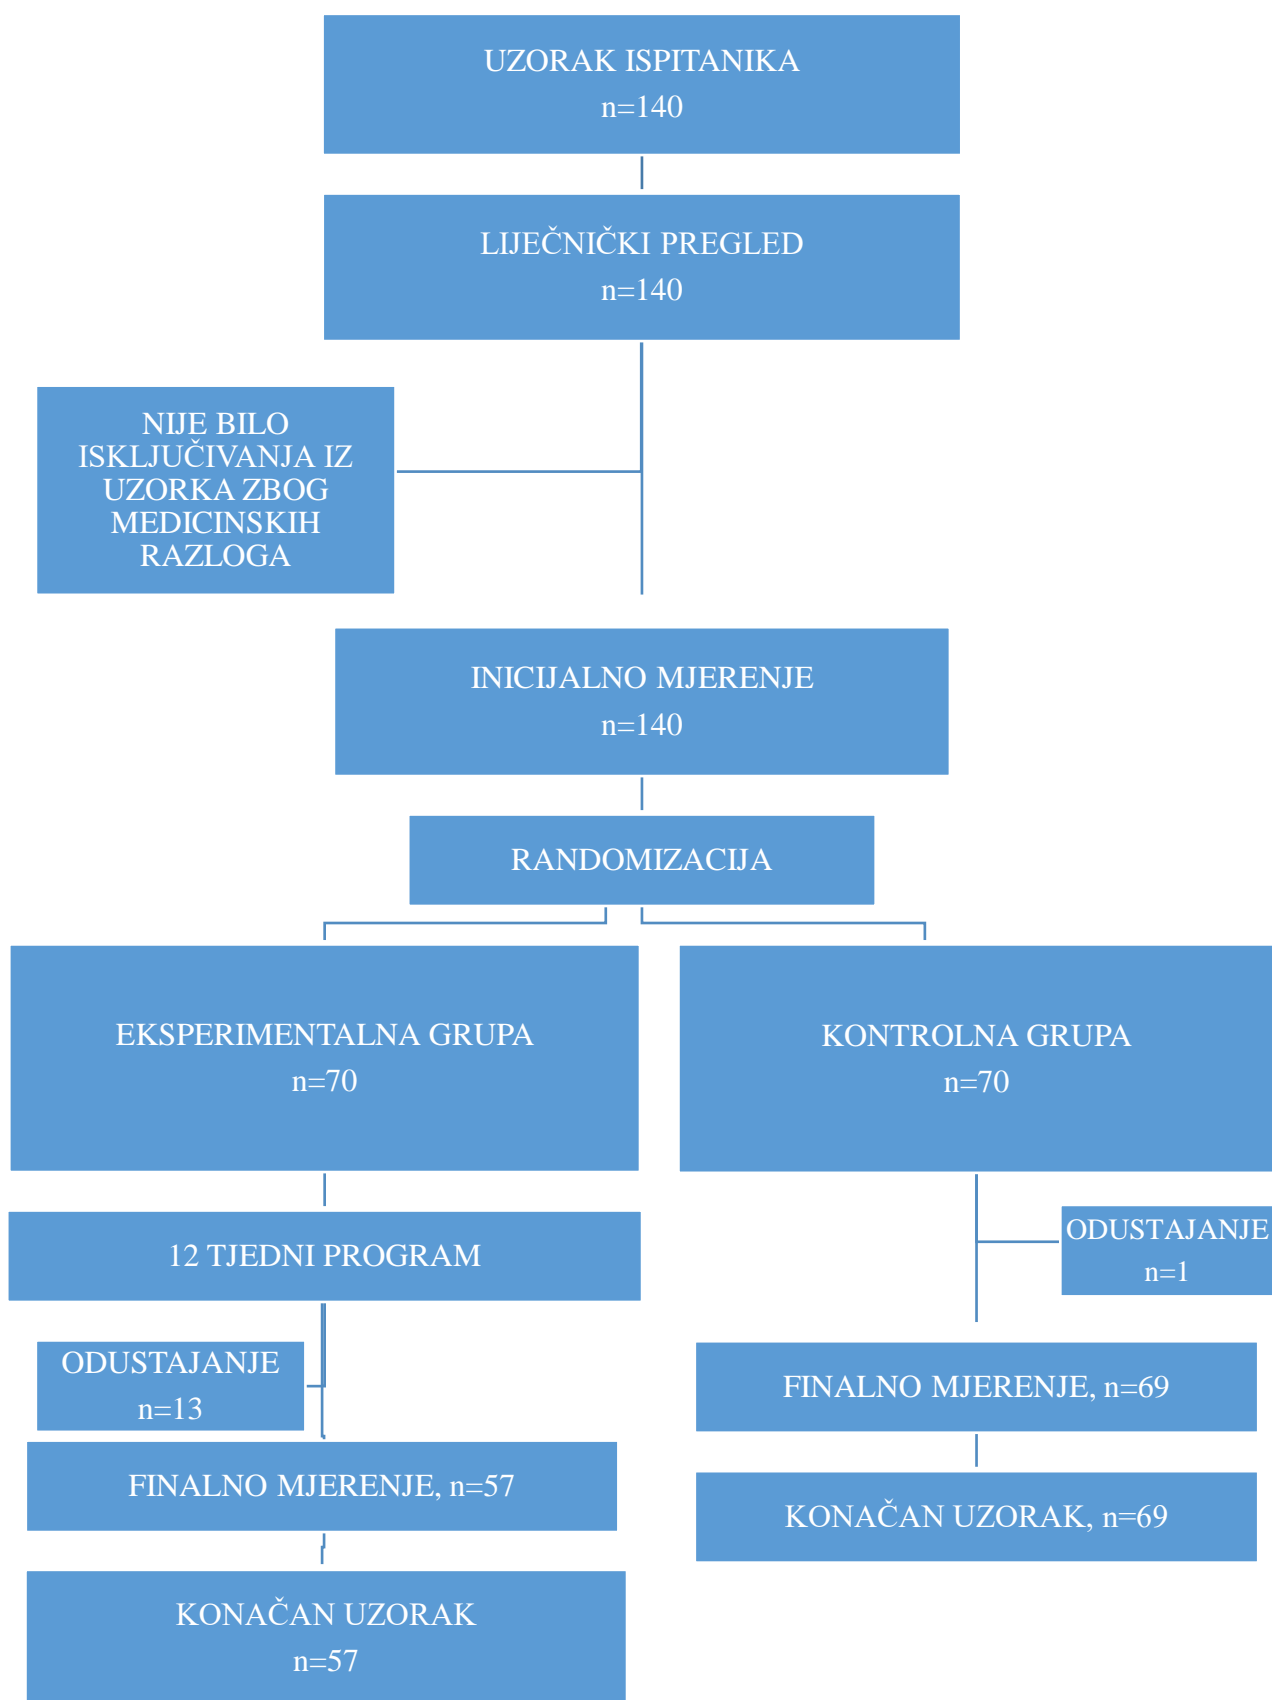 UZORAK ISPITANIKA
n=140
LIJEČNIČKI PREGLED
n=140
NIJE BILO
ISKLJUČIVANJA IZ
UZORKA ZBOG
MEDICINSKIH
RAZLOGA
INICIJALNO MJERENJE
n=140
RANDOMIZACIJA
EKSPERIMENTALNA GRUPA
n=70
KONTROLNA GRUPA
n=70
12 TJEDNI PROGRAM
ODUSTAJANJE
n=1
ODUSTAJANJE
n=13
FINALNO MJERENJE, n=69
FINALNO MJERENJE, n=57
KONAČAN UZORAK, n=69
KONAČAN UZORAK
n=57